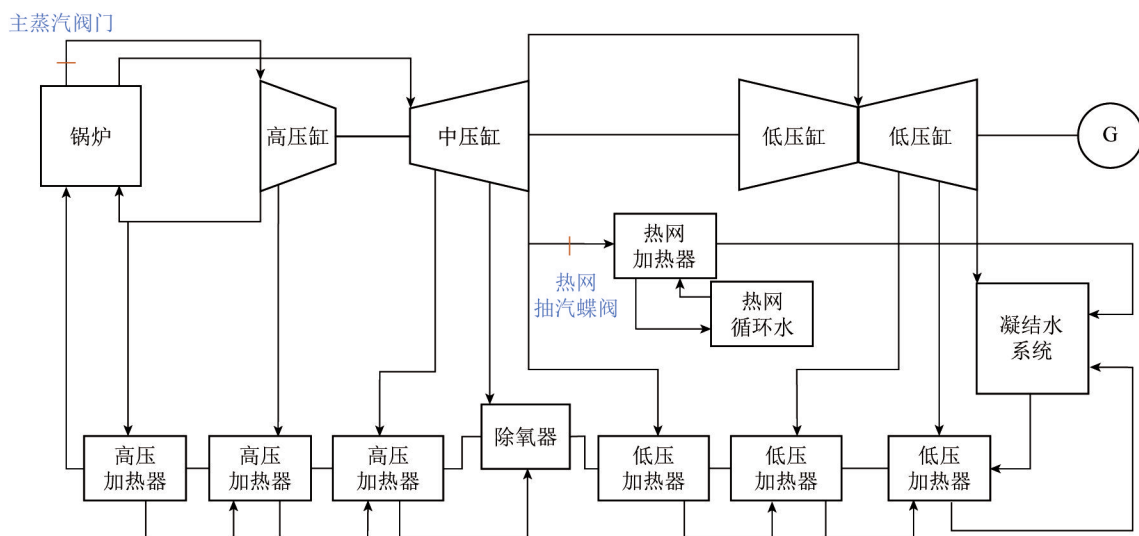 主蒸汽阀门
锅炉
高压缸
中压缸
低压缸
低压缸
G
热网
加热器
热网
抽汽蝶阀
热网
循环水
凝结水
系统
高压
加热器
高压
加热器
高压
加热器
除氧器
低压
加热器
低压
加热器
低压
加热器